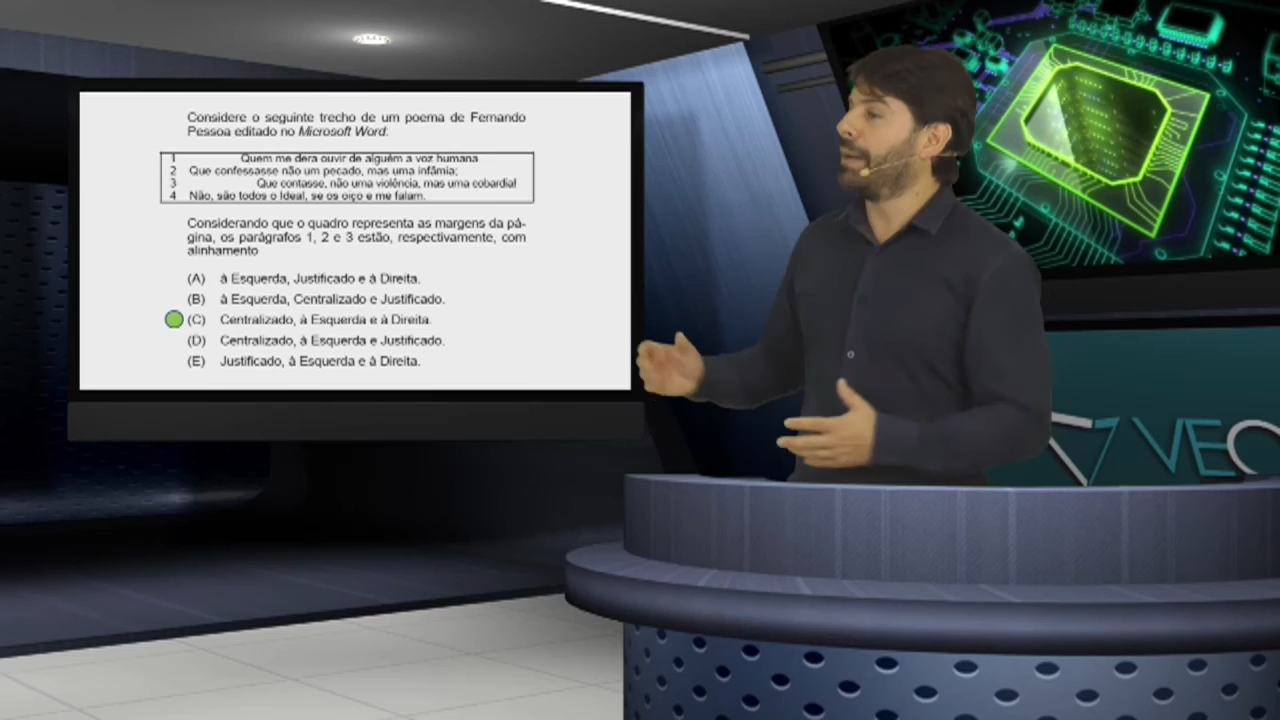 Considere o seguinte trecho de um poema de Fernando
Pessoa editado no Microsoft Word:
1 Quem me dera ouvir de alguém a voz humana
2 Que confessasse não um pecado, mas uma infâmia;
3 Que contasse, não uma violência, mas uma cobardia!
4 Não, são todos o Ideal, se os oiço e me falam.
Considerando que o quadro representa as margens da pá-
gina, os parágrafos 1, 2 e 3 estão, respectivamente, com
alinhamento
(A) à Esquerda, Justificado e à Direita.
(B) à Esquerda, Centralizado e Justificado.
(C) Centralizado, à Esquerda e à Direita.
(D) Centralizado, à Esquerda e Justificado.
(E) Justificado, à Esquerda e à Direita.